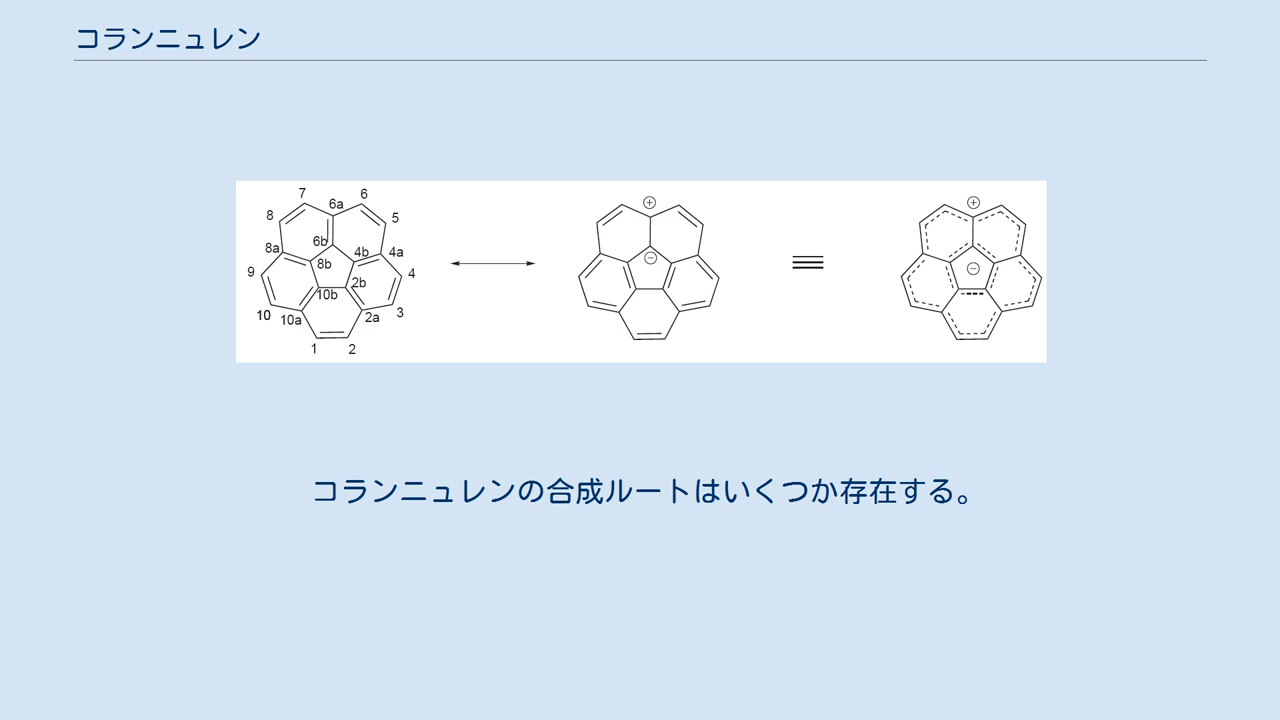 コランニュレン
7 6
6a
8 5
6b
8a 4b 4a
9 8b 4
2b
10b
10 10a 2a 3
1 2
+ +
− −
コランニュレンの合成ルートはいくつか存在する。